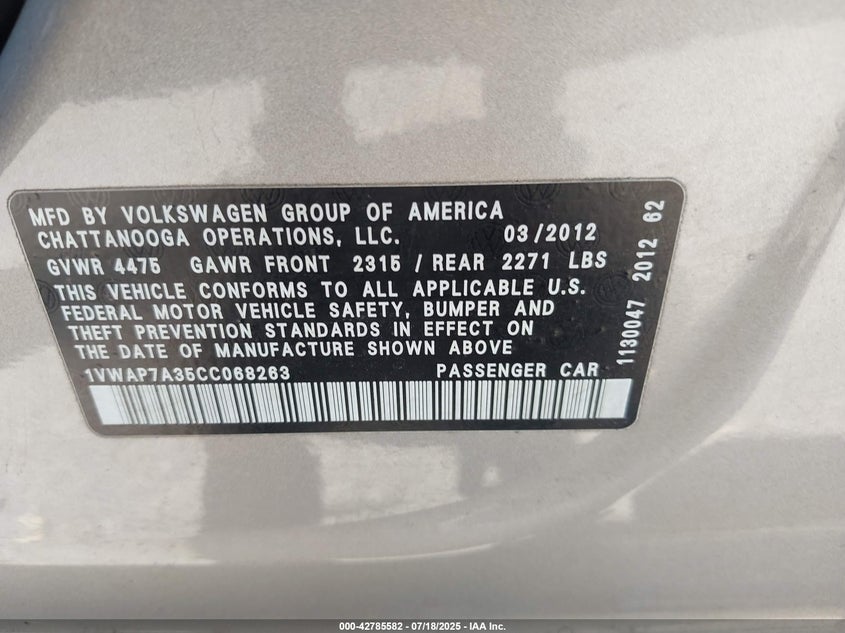 MFD BY VOLKSWAGEN GROUP OF AMERICA
CHATTANOOGA OPERATIONS, LLC. 03/2012
GVWR 4475 GAWR FRONT 2315 / REAR 2271 LBS
THIS VEHICLE CONFORMS TO ALL APPLICABLE U.S.
FEDERAL MOTOR VEHICLE SAFETY, BUMPER AND
THEFT PREVENTION STANDARDS IN EFFECT ON
THE DATE OF MANUFACTURE SHOWN ABOVE
1VWAP7A35CC068263 PASSENGER CAR
1130047 2012 62
000-42785582 - 07/18/2025 - IAA Inc.